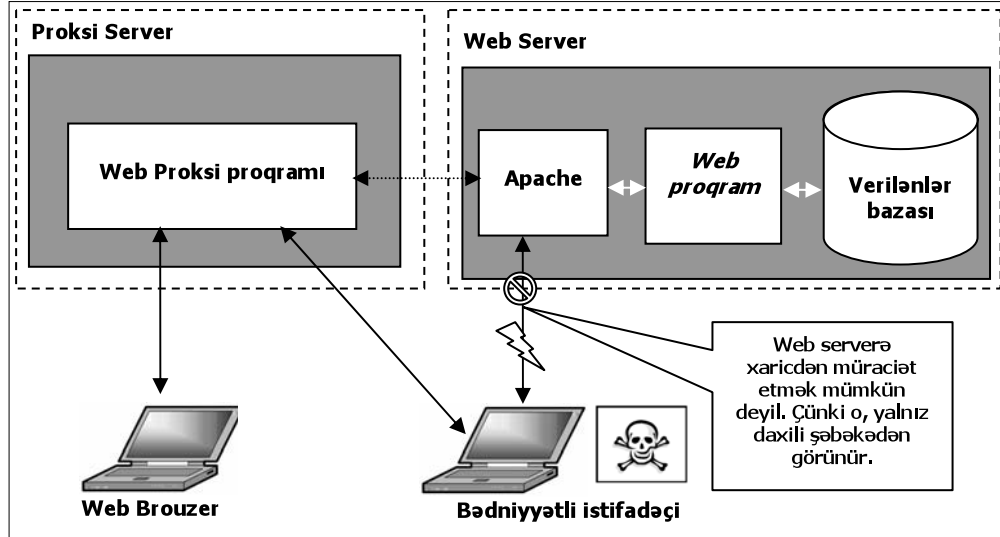 Proksi Server
Web Server
Web Proksi proqramı
Apache
Web
proqram
Verilənlər
bazası
Web serverə
xaricdən müraciət
etmək mümkün
deyil. Çünki o, yalnız
daxili şəbəkədən
görünür.
Web Brouzer
Bədniyyətli istifadəçi